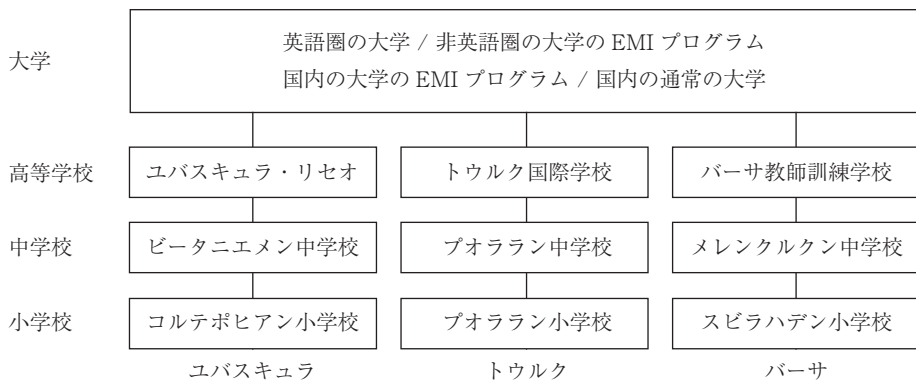 大学
英語圏の大学 / 非英語圏の大学の EMI プログラム
国内の大学の EMI プログラム / 国内の通常の大学
高等学校 ユバスキュラ・リセオ トウルク国際学校 バーサ教師訓練学校
中学校 ビータニエメン中学校 プオララン中学校 メレンクルクン中学校
小学校 コルテポヒアン小学校 プオララン小学校 スビラハデン小学校
ユバスキュラ トウルク バーサ